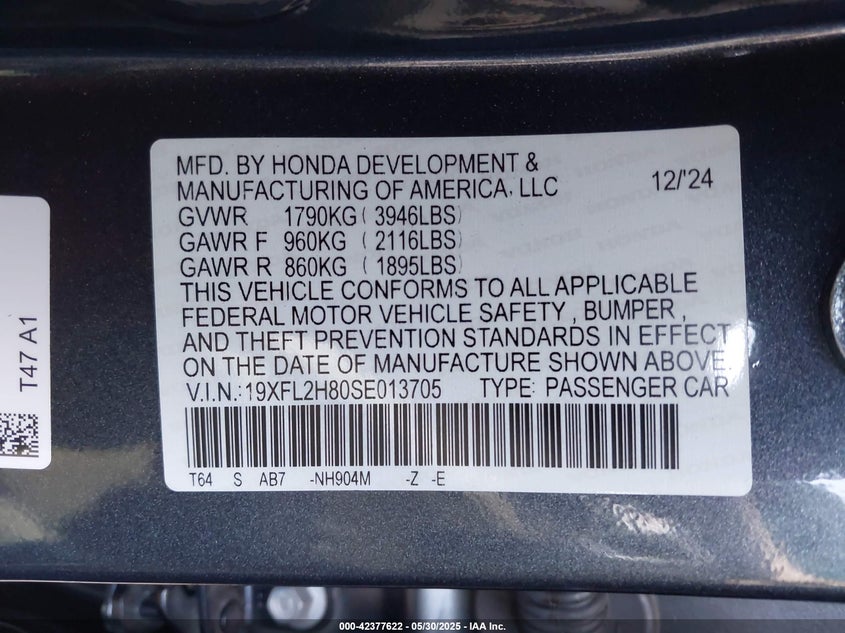 MFD. BY HONDA DEVELOPMENT &
MANUFACTURING OF AMERICA, LLC 12/'24
GVWR 1790KG ( 3946LBS)
GAWR F 960KG ( 2116LBS)
GAWR R 860KG ( 1895LBS)
THIS VEHICLE CONFORMS TO ALL APPLICABLE
FEDERAL MOTOR VEHICLE SAFETY , BUMPER ,
AND THEFT PREVENTION STANDARDS IN EFFECT
ON THE DATE OF MANUFACTURE SHOWN ABOVE.
V.I.N.: 19XFL2H80SE013705 TYPE: PASSENGER CAR
T64 S AB7 -NH904M -Z -E
T47 A1
000-42377622 - 05/30/2025 - IAA Inc.